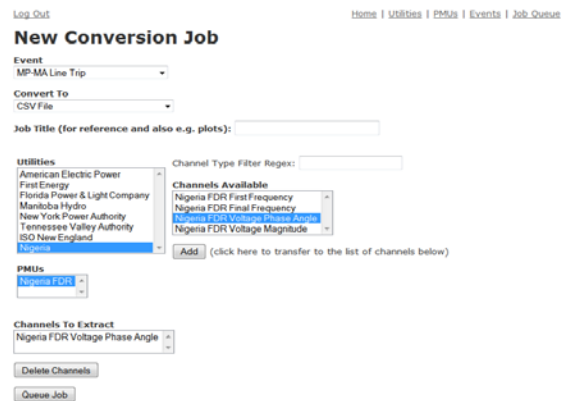 Log Out Home | Utilities | PMUs | Events | Job Queue
New Conversion Job
Event
MP-MA Line Trip
Convert To
CSV File
Job Title (for reference and also e.g. plots):
Utilities
Channel Type Filter Regex:
American Electric Power
First Energy
Florida Power & Light Company
Manitoba Hydro
New York Power Authority
Tennessee Valley Authority
ISO New England
Nigeria
Channels Available
Nigeria FDR First Frequency
Nigeria FDR Final Frequency
Nigeria FDR Voltage Phase Angle
Nigeria FDR Voltage Magnitude
Add (click here to transfer to the list of channels below)
PMUs
Nigeria FDR
Channels To Extract
Nigeria FDR Voltage Phase Angle
Delete Channels
Queue Job